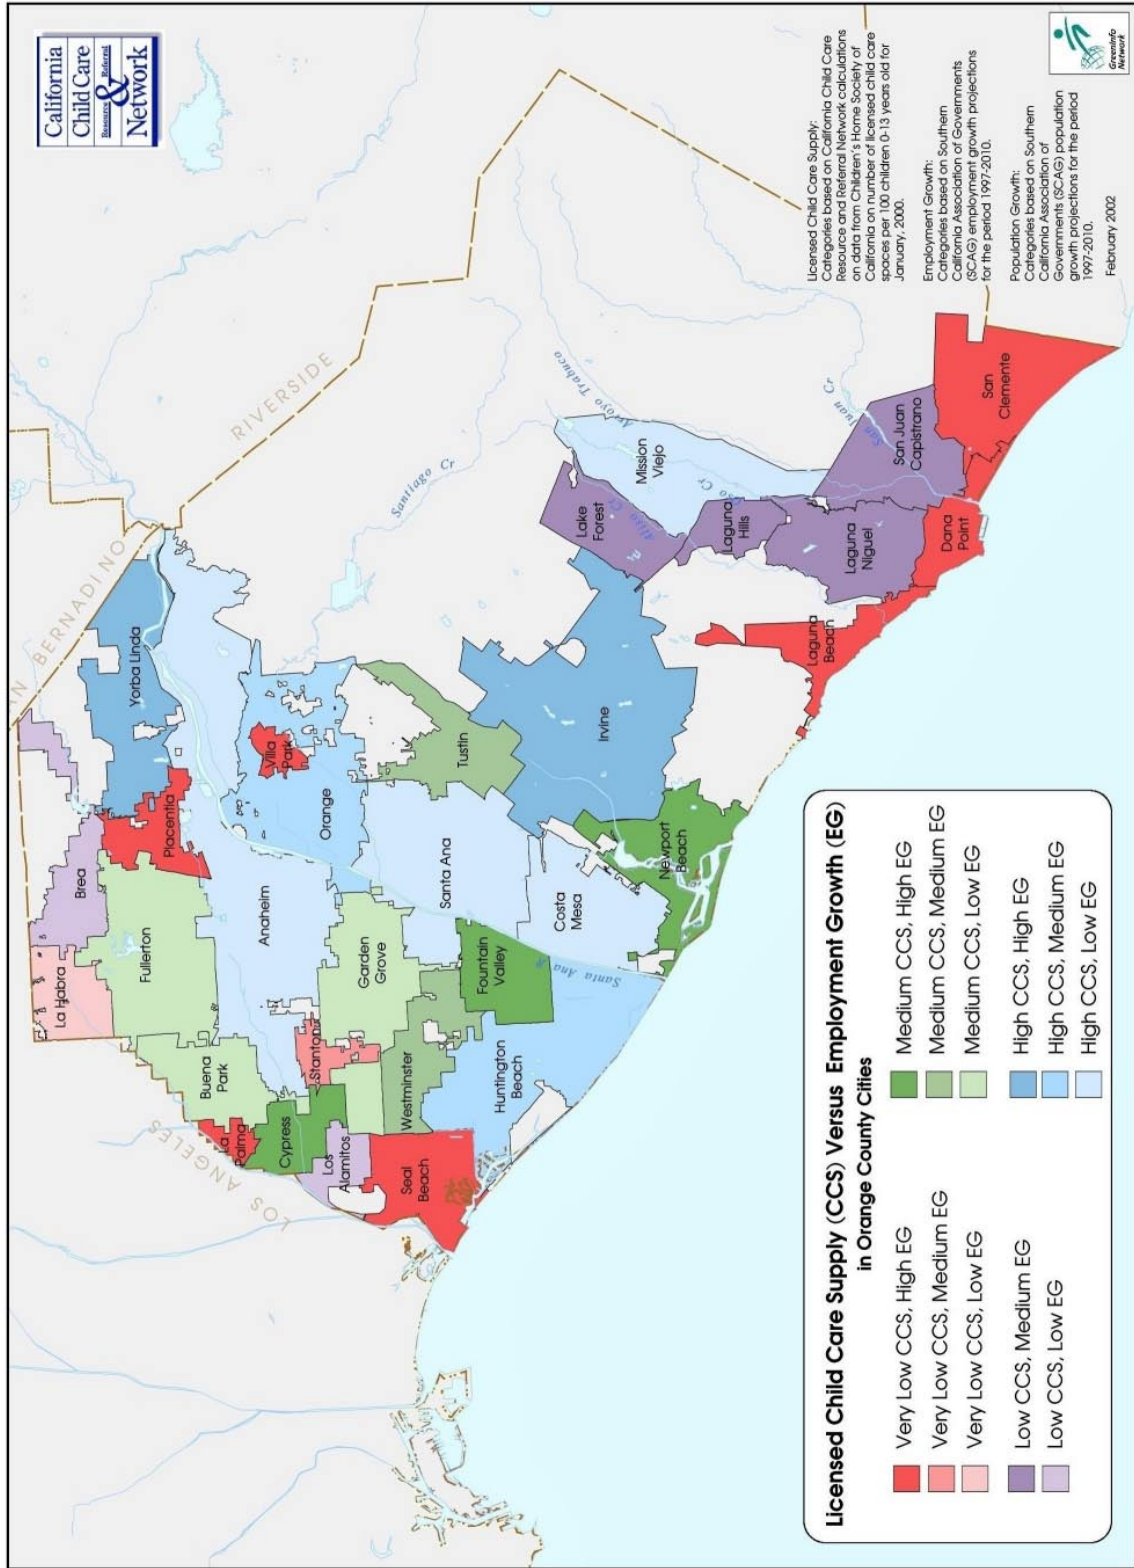 California
Child Care
Resource & Referral
Network
SAN BERNADINO
RIVERSIDE
LOS ANGELES
La Habra
Brea
Yorba Linda
Placentia
Fullerton
Buena
Park
La
Palma
Cypress
Los
Alamitos
Stanton
Anaheim
Villa
Park
Orange
Garden
Grove
Westminster
Seal
Beach
Santa Ana
Tustin
Fountain
Valley
Huntington
Beach
Costa
Mesa
Irvine
Newport
Beach
Lake
Forest
Mission
Viejo
Laguna
Hills
Laguna
Niguel
Laguna
Beach
San Juan
Capistrano
Dana
Point
San
Clemente
Santiago Cr
Santa Ana R
Aliso Cr
Oso Cr
Arroyo Trabuco
San Juan Cr
Licensed Child Care Supply:
Categories based on California Child Care
Resource and Referral Network calculations
on data from Children's Home Society of
California on number of licensed child care
spaces per 100 children 0-13 years old for
January, 2000.
Employment Growth:
Categories based on Southern
California Association of Governments
(SCAG) employment growth projections
for the period 1997-2010.
Population Growth:
Categories based on Southern
California Association of
Governments (SCAG) population
growth projections for the period
1997-2010.
February 2002
GreenInfo
Network
Licensed Child Care Supply (CCS) Versus Employment Growth (EG)
in Orange County Cities
Very Low CCS, High EG
Very Low CCS, Medium EG
Very Low CCS, Low EG
Low CCS, Medium EG
Low CCS, Low EG
Medium CCS, High EG
Medium CCS, Medium EG
Medium CCS, Low EG
High CCS, High EG
High CCS, Medium EG
High CCS, Low EG